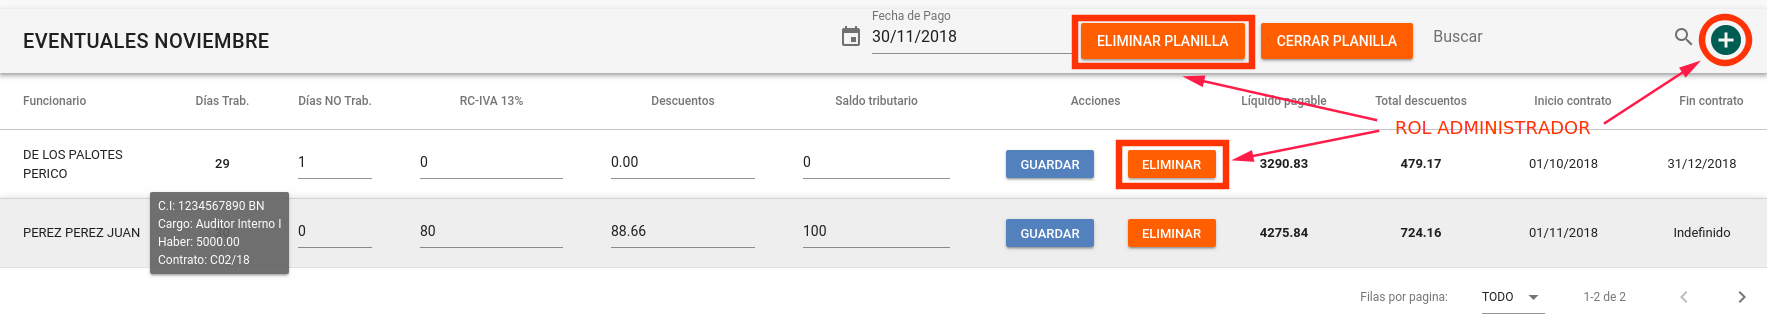 Fecha de Pago
EVENTUALES NOVIEMBRE
30/11/2018
ELIMINAR PLANILLA
CERRAR PLANILLA
Buscar
Funcionario
Días Trab.
Días NO Trab.
RC-IVA 13%
Descuentos
Saldo tributario
Acciones
Líquido pagable
Total descuentos
Inicio contrato
Fin contrato
ROL ADMINISTRADOR
DE LOS PALOTES
PERICO
29
1
0
0.00
0
GUARDAR
ELIMINAR
3290.83
479.17
01/10/2018
31/12/2018
C.I: 1234567890 BN
Cargo: Auditor Interno I
Haber: 5000.00
Contrato: C02/18
PEREZ PEREZ JUAN
0
80
88.66
100
GUARDAR
ELIMINAR
4275.84
724.16
01/11/2018
Indefinido
Filas por pagina:
TODO
1-2 de 2